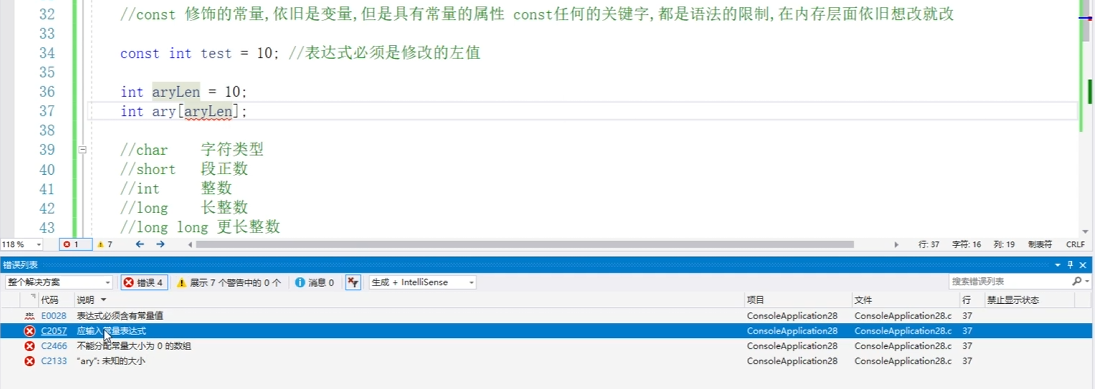 32 //const 修饰的常量,依旧是变量,但是具有常量的属性 const任何的关键字,都是语法的限制,在内存层面依旧想改就改
33
34 const int test = 10; //表达式必须是修改的左值
35
36 int aryLen = 10;
37 int ary[aryLen];
38
39 //char 字符类型
40 //short 段正数
41 //int 整数
42 //long 长整数
43 //long long 更长整数
118 % 1 7 行: 37 字符: 16 列: 19 制表符 CRLF
错误列表
整个解决方案 错误 4 展示 7 个警告中的 0 个 消息 0 生成 + IntelliSense 搜索错误列表
代码 说明 项目 文件 行 禁止显示状态
abc E0028 表达式必须含有常量值 ConsoleApplication28 ConsoleApplication28.c 37
C2057 应输入常量表达式 ConsoleApplication28 ConsoleApplication28.c 37
C2466 不能分配常量大小为 0 的数组 ConsoleApplication28 ConsoleApplication28.c 37
C2133 “ary”: 未知的大小 ConsoleApplication28 ConsoleApplication28.c 37